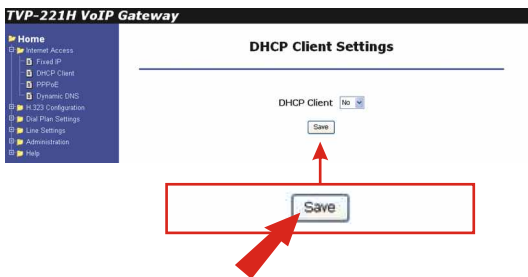 TVP-221H VoIP Gateway
Home
Internet Access
Fixed IP
DHCP Client
PPPoE
Dynamic DNS
H.323 Configuration
Dial Plan Settings
Line Settings
Administration
Help
DHCP Client Settings
DHCP Client No
Save
Save